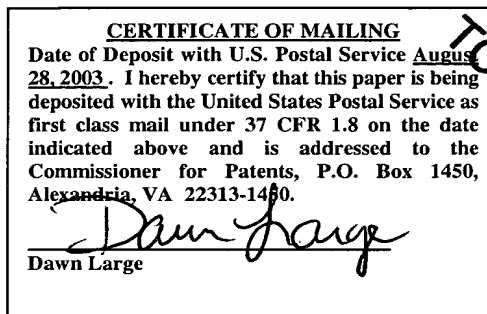 CERTIFICATE OF MAILING
Date of Deposit with U.S. Postal Service August
28, 2003. I hereby certify that this paper is being
deposited with the United States Postal Service as
first class mail under 37 CFR 1.8 on the date
indicated above and is addressed to the
Commissioner for Patents, P.O. Box 1450,
Alexandria, VA 22313-1450.
Dawn Large
Dawn Large